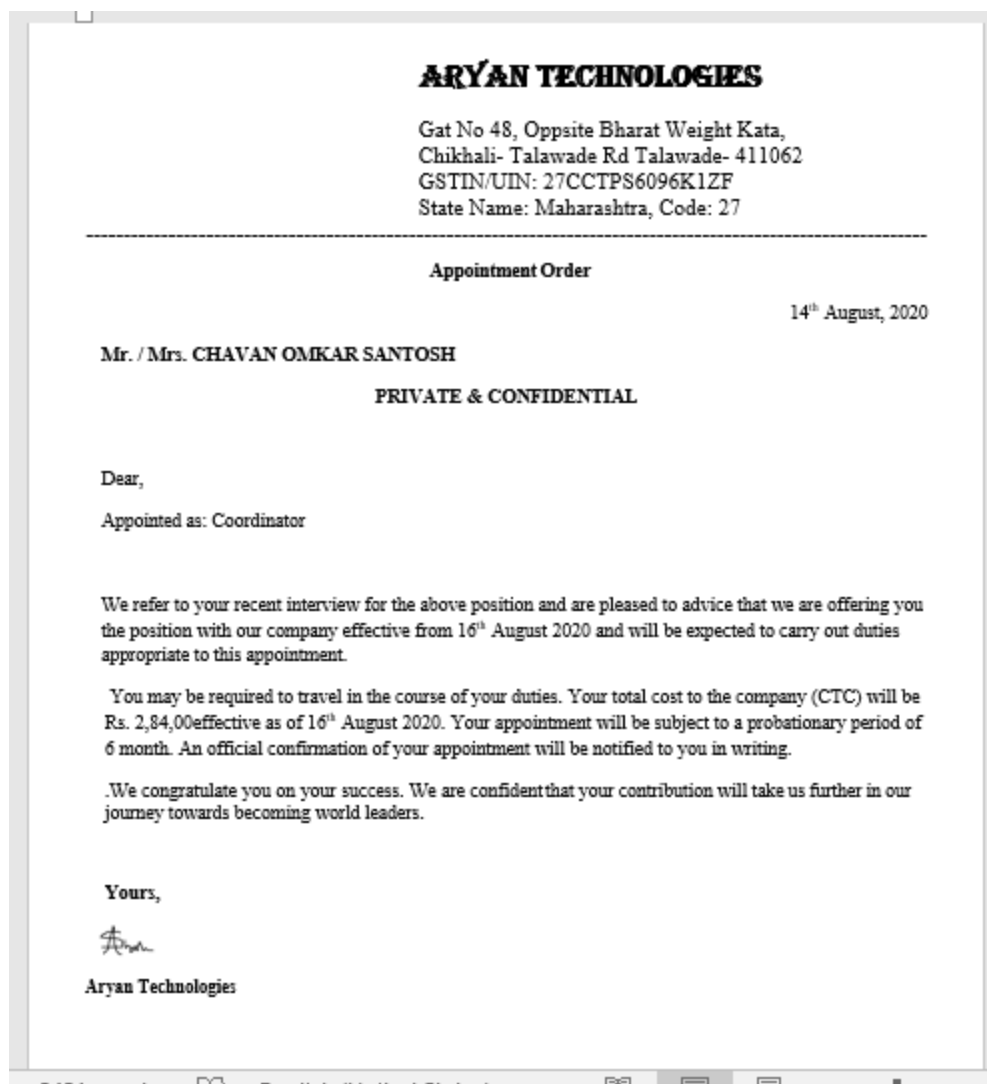 ARYAN TECHNOLOGIES
Gat No 48, Oppsite Bharat Weight Kata,
Chikhali- Talawade Rd Talawade- 411062
GSTIN/UIN: 27CCTPS6096K1ZF
State Name: Maharashtra, Code: 27
Appointment Order
14th August, 2020
Mr. / Mrs. CHAVAN OMKAR SANTOSH
PRIVATE & CONFIDENTIAL
Dear,
Appointed as: Coordinator
We refer to your recent interview for the above position and are pleased to advice that we are offering you
the position with our company effective from 16th August 2020 and will be expected to carry out duties
appropriate to this appointment.
You may be required to travel in the course of your duties. Your total cost to the company (CTC) will be
Rs. 2,84,00effective as of 16th August 2020. Your appointment will be subject to a probationary period of
6 month. An official confirmation of your appointment will be notified to you in writing.
.We congratulate you on your success. We are confident that your contribution will take us further in our
journey towards becoming world leaders.
Yours,
Aryan Technologies